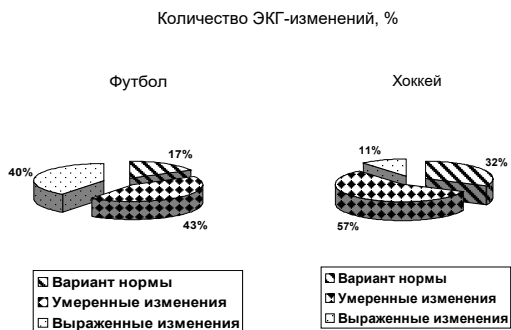 Количество ЭКГ-изменений, %
Футбол
Хоккей
17%
40%
43%
11%
32%
57%
Вариант нормы
Умеренные изменения
Выраженные изменения
Вариант нормы
Умеренные изменения
Выраженные изменения